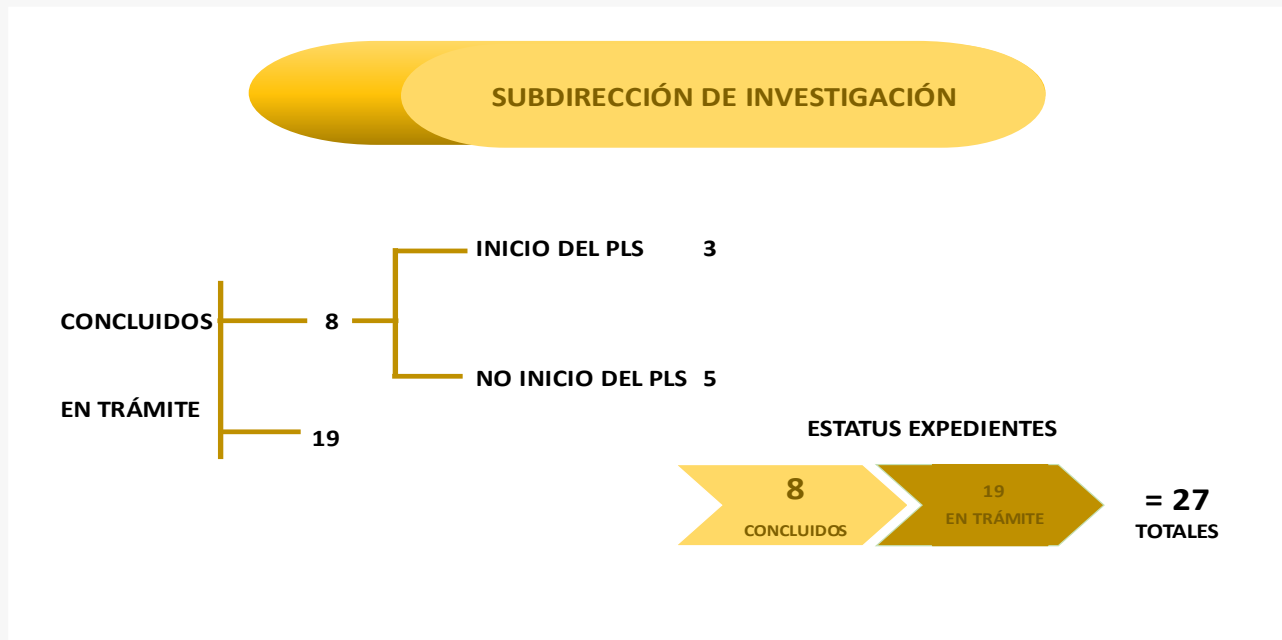 SUBDIRECCIÓN DE INVESTIGACIÓN
INICIO DEL PLS 3
CONCLUIDOS 8
NO INICIO DEL PLS 5
EN TRÁMITE
19
ESTATUS EXPEDIENTES
8
CONCLUIDOS
19
EN TRÁMITE
= 27
TOTALES